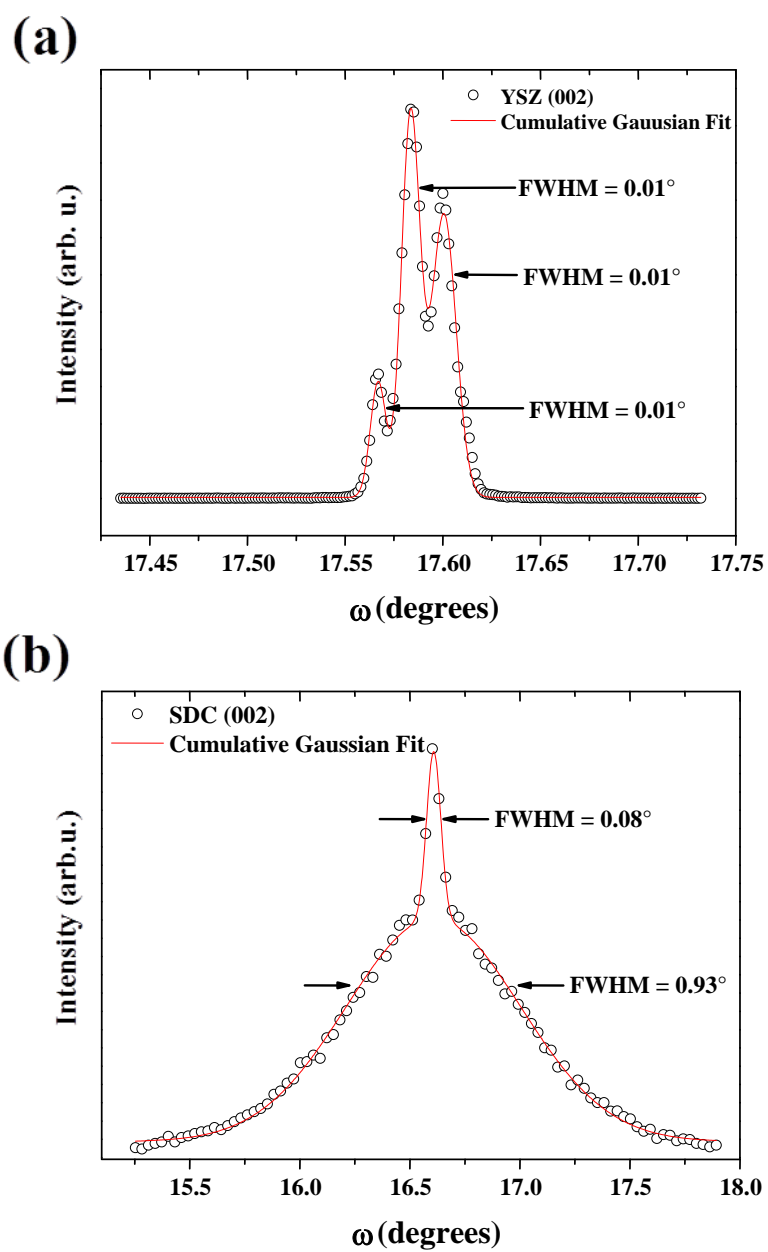 (a)
YSZ (002)
Cumulative Gauusian Fit
FWHM = 0.01°
FWHM = 0.01°
FWHM = 0.01°
Intensity (arb. u.)
17.45 17.50 17.55 17.60 17.65 17.70 17.75
ω (degrees)
(b)
SDC (002)
Cumulative Gaussian Fit
FWHM = 0.08°
FWHM = 0.93°
Intensity (arb.u.)
15.5 16.0 16.5 17.0 17.5 18.0
ω (degrees)